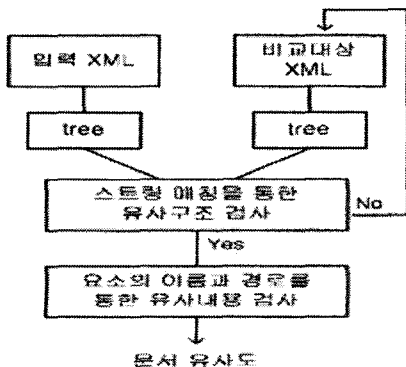 입력 XML
비교대상
XML
tree
tree
스트링 매칭을 통한
유사구조 검사
No
Yes
요소의 이름과 경로를
통한 유사내용 검사
문서 유사도